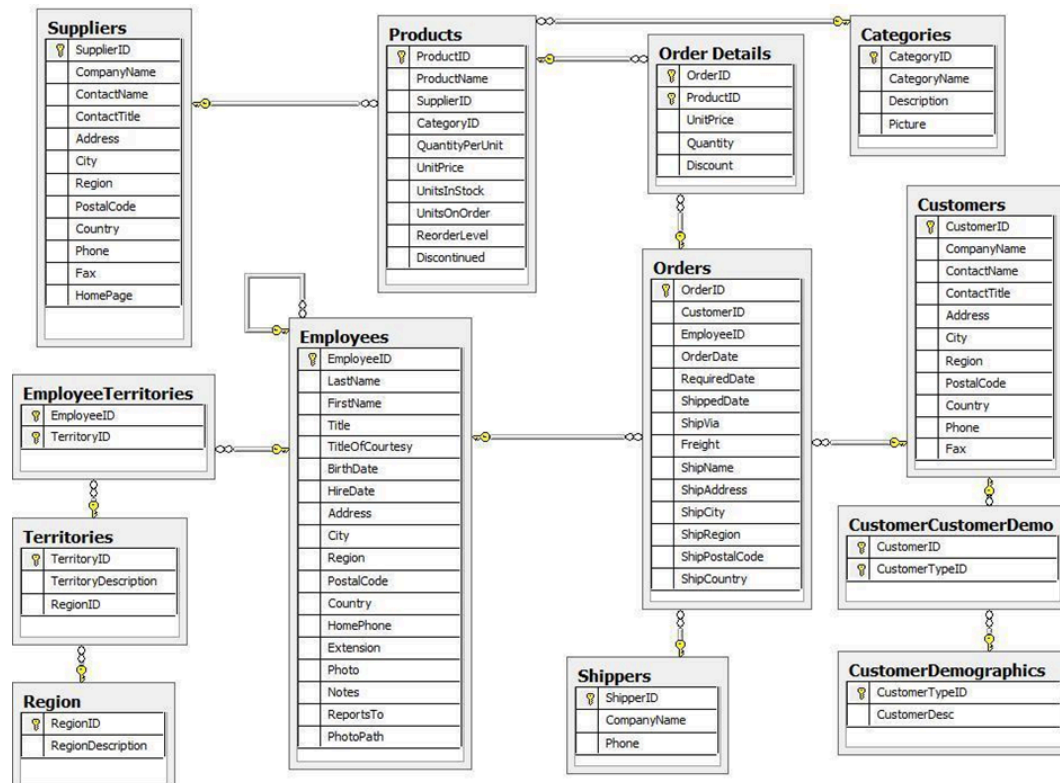 Suppliers
SupplierID
CompanyName
ContactName
ContactTitle
Address
City
Region
PostalCode
Country
Phone
Fax
HomePage
Products
ProductID
ProductName
SupplierID
CategoryID
QuantityPerUnit
UnitPrice
UnitsInStock
UnitsOnOrder
ReorderLevel
Discontinued
Order Details
OrderID
ProductID
UnitPrice
Quantity
Discount
Categories
CategoryID
CategoryName
Description
Picture
Employees
EmployeeID
LastName
FirstName
Title
TitleOfCourtesy
BirthDate
HireDate
Address
City
Region
PostalCode
Country
HomePhone
Extension
Photo
Notes
ReportsTo
PhotoPath
Orders
OrderID
CustomerID
EmployeeID
OrderDate
RequiredDate
ShippedDate
ShipVia
Freight
ShipName
ShipAddress
ShipCity
ShipRegion
ShipPostalCode
ShipCountry
Customers
CustomerID
CompanyName
ContactName
ContactTitle
Address
City
Region
PostalCode
Country
Phone
Fax
EmployeeTerritories
EmployeeID
TerritoryID
Territories
TerritoryID
TerritoryDescription
RegionID
Region
RegionID
RegionDescription
Shippers
ShipperID
CompanyName
Phone
CustomerCustomerDemo
CustomerID
CustomerTypeID
CustomerDemographics
CustomerTypeID
CustomerDesc